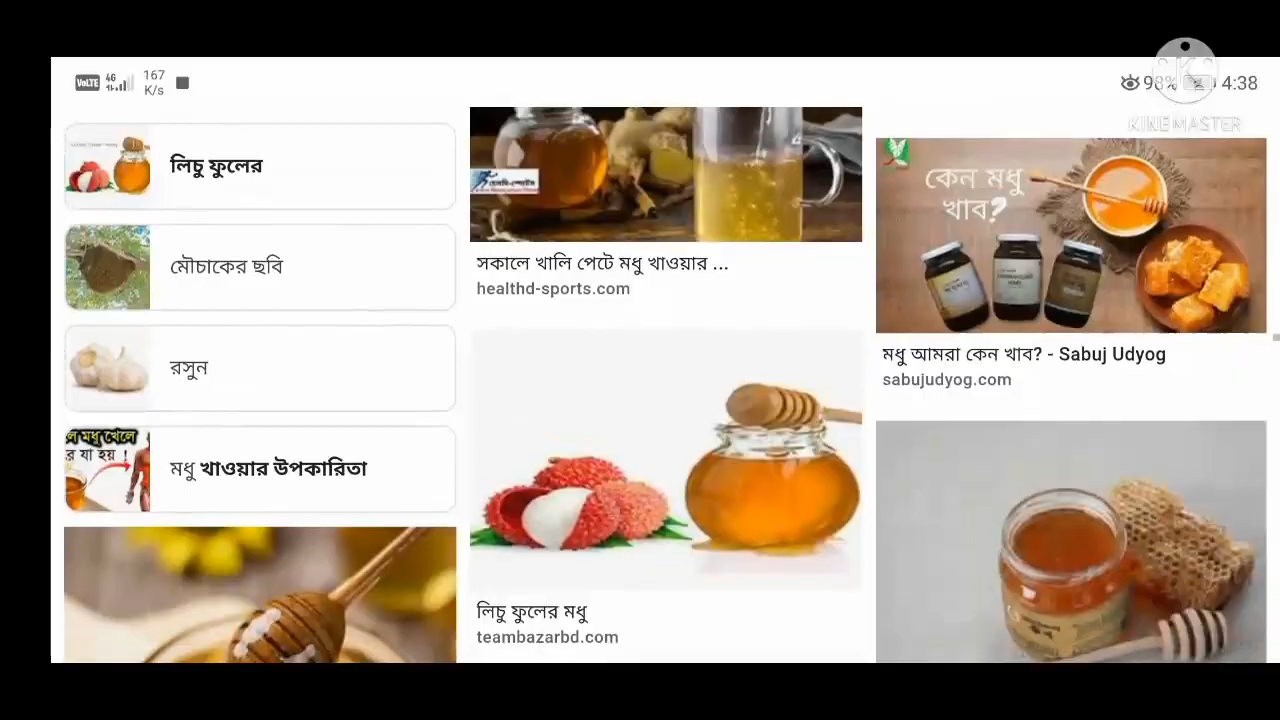 VoLTE 4G 167 K/s
98% 4:38
KINEMASTER
লিচু ফুলের
মৌচাকের ছবি
রসুন
মধু খাওয়ার উপকারিতা
সকালে খালি পেটে মধু খাওয়ার ...
healthd-sports.com
লিচু ফুলের মধু
teambazarbd.com
কেন মধু
খাব?
মধু আমরা কেন খাব? - Sabuj Udyog
sabujudyog.com